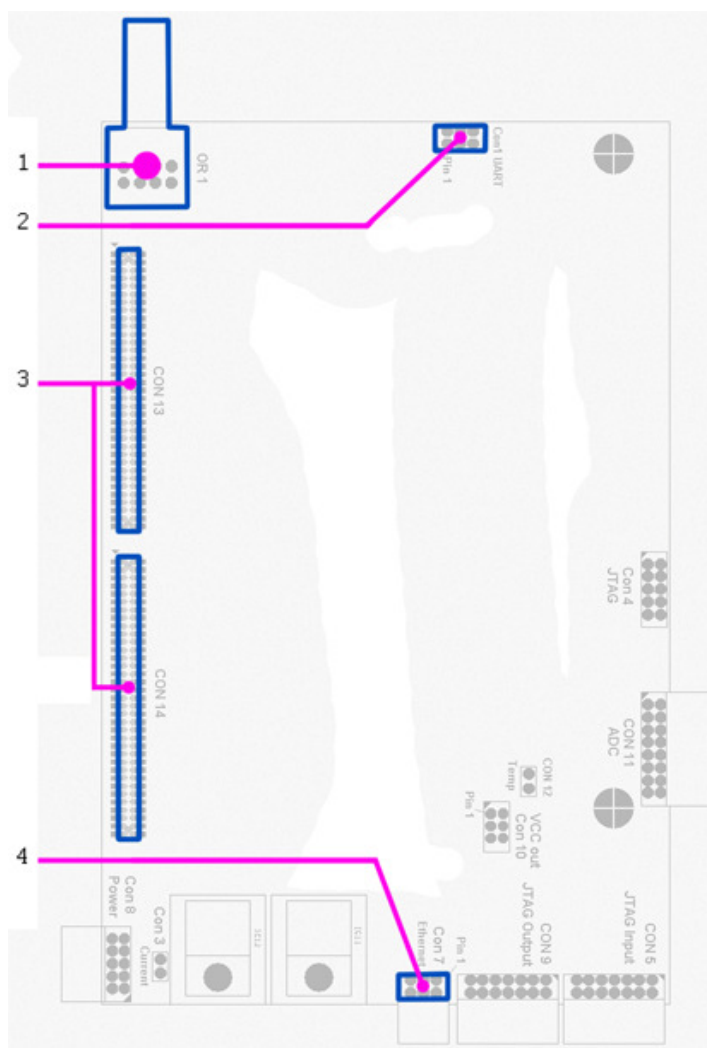 1
OR 1
Con1 UART
Pin 1
2
3
CON 13
Con 4
JTAG
CON 14
CON 11
ADC
CON 12
Temp
Pin 1
VCC out
Con 10
4
Con 8
Power
Con 3
Current
Con 7
Ethernet
Pin 1
CON 9
JTAG Output
CON 5
JTAG Input